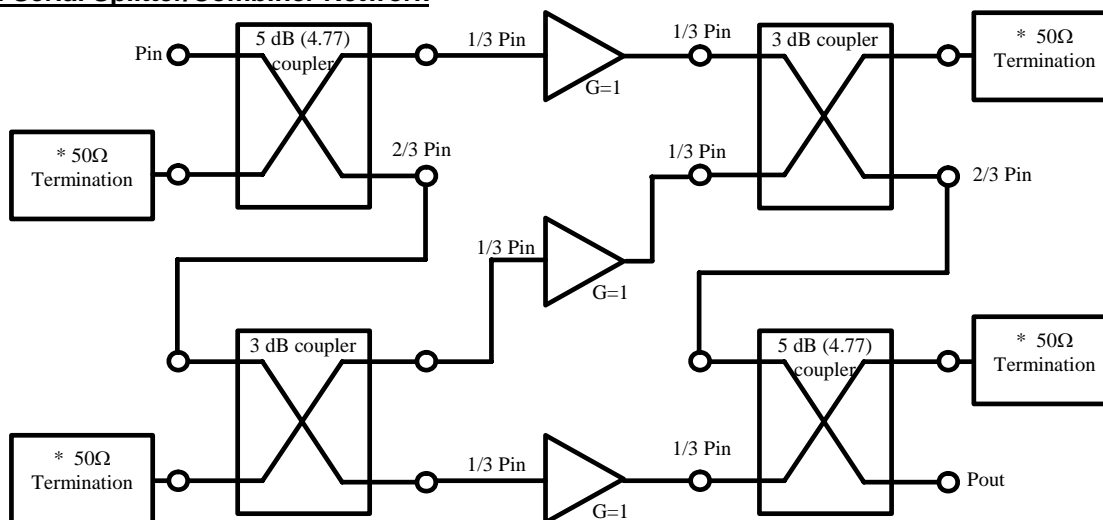 Serial Splitter/Combiner Network
Pin
5 dB (4.77)
coupler
1/3 Pin
G=1
1/3 Pin
3 dB coupler
* 50Ω
Termination
* 50Ω
Termination
2/3 Pin
1/3 Pin
2/3 Pin
1/3 Pin
G=1
3 dB coupler
5 dB (4.77)
coupler
* 50Ω
Termination
* 50Ω
Termination
1/3 Pin
G=1
1/3 Pin
Pout